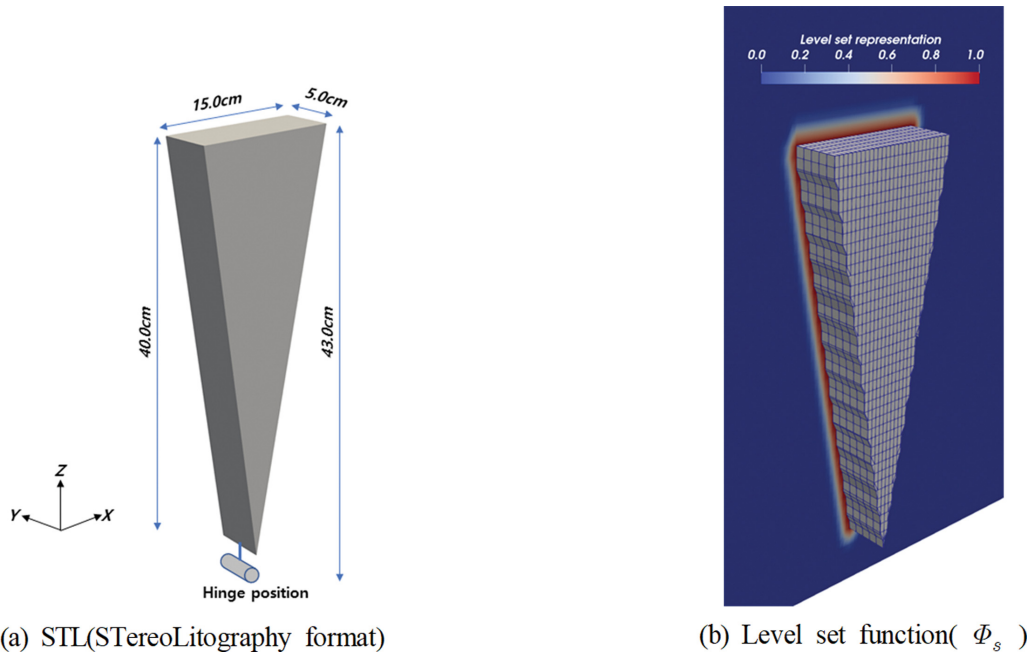 15.0cm
5.0cm
40.0cm
43.0cm
Z
Y
X
Hinge position
(a) STL(STereoLitography format)
Level set representation
0.0 0.2 0.4 0.6 0.8 1.0
(b) Level set function( Φₛ )